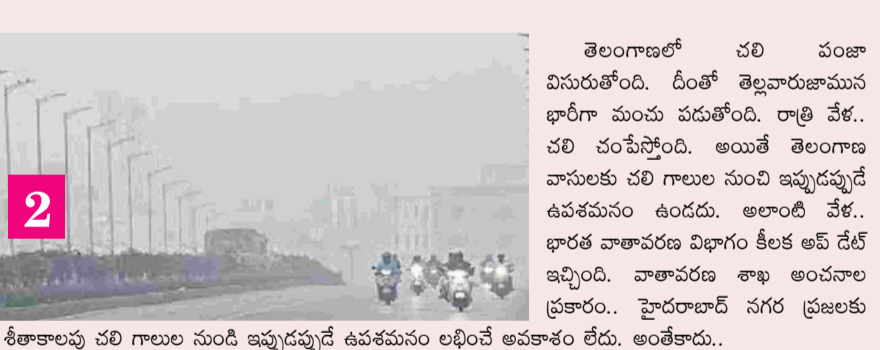 తెలంగాణలో చలి పంజా
విసురుతోంది. దీంతో తెల్లవారుజామున
భారీగా మంచు పడుతోంది. రాత్రి వేళ..
చలి చంపేస్తోంది. అయితే తెలంగాణ
వాసులకు చలి గాలుల నుంచి ఇప్పుడప్పుడే
2
ఉపశమనం ఉండదు. అలాంటి వేళ..
భారత వాతావరణ విభాగం కీలక అప్ డేట్
ఇచ్చింది. వాతావరణ శాఖ అంచనాల
ప్రకారం.. హైదరాబాద్ నగర ప్రజలకు
శీతాకాలపు చలి గాలుల నుండి ఇప్పుడప్పుడే ఉపశమనం లభించే అవకాశం లేదు. అంతేకాదు..